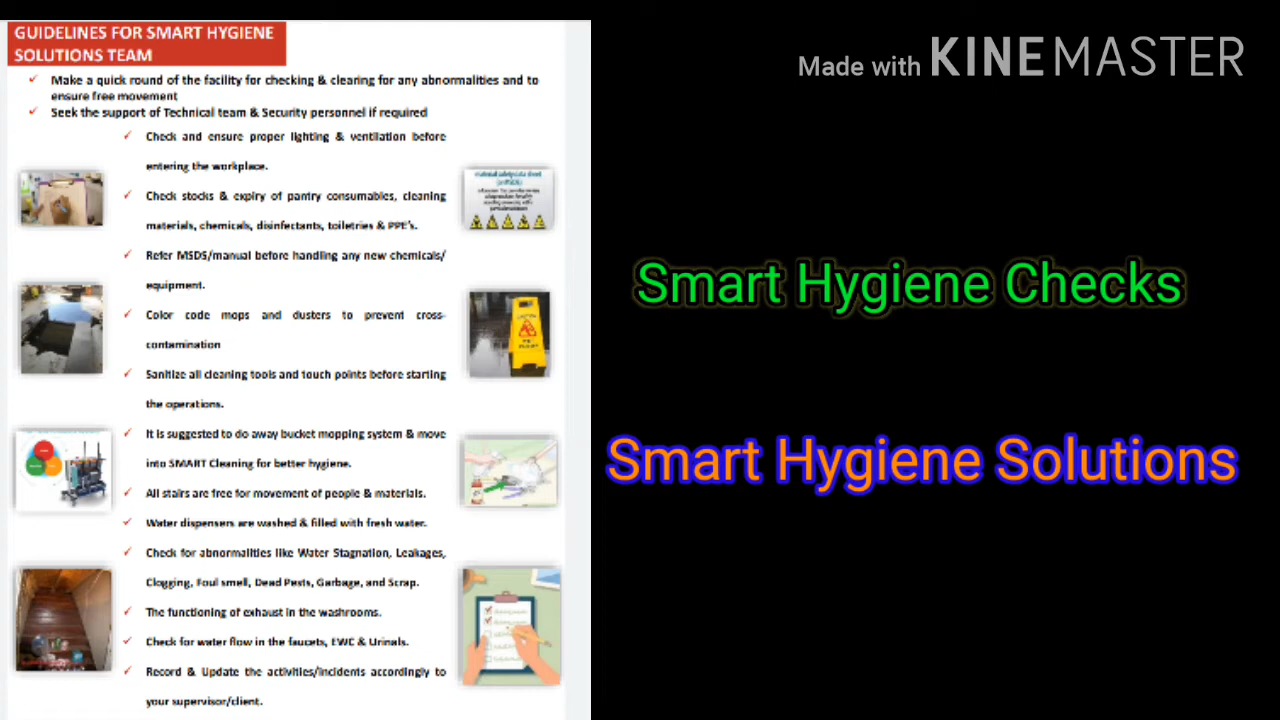 GUIDELINES FOR SMART HYGIENE
SOLUTIONS TEAM
Make a quick round of the facility for checking & clearing for any abnormalities and to
ensure free movement
Seek the support of Technical team & Security personnel if required
Check and ensure proper lighting & ventilation before
entering the workplace.
Check stocks & expiry of pantry consumables, cleaning
materials, chemicals, disinfectants, toiletries & PPE's.
Refer MSDS/manual before handling any new chemicals/
equipment.
Color code mops and dusters to prevent cross-
contamination
Sanitize all cleaning tools and touch points before starting
the operations.
It is suggested to do away bucket mopping system & move
into SMART Cleaning for better hygiene.
All stairs are free for movement of people & materials.
Water dispensers are washed & filled with fresh water.
Check for abnormalities like Water Stagnation, Leakages,
Clogging, Foul smell, Dead Pests, Garbage, and Scrap.
The functioning of exhaust in the washrooms.
Check for water flow in the faucets, EWC & Urinals.
Record & Update the activities/incidents accordingly to
your supervisor/client.
Made with KINEMASTER
Smart Hygiene Checks
Smart Hygiene Solutions